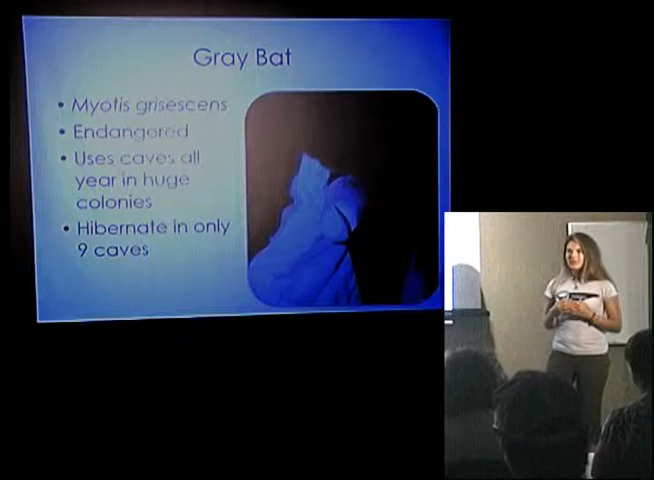 Gray Bat
• Myotis grisescens
• Endangered
• Uses caves all
year in huge
colonies
• Hibernate in only
9 caves